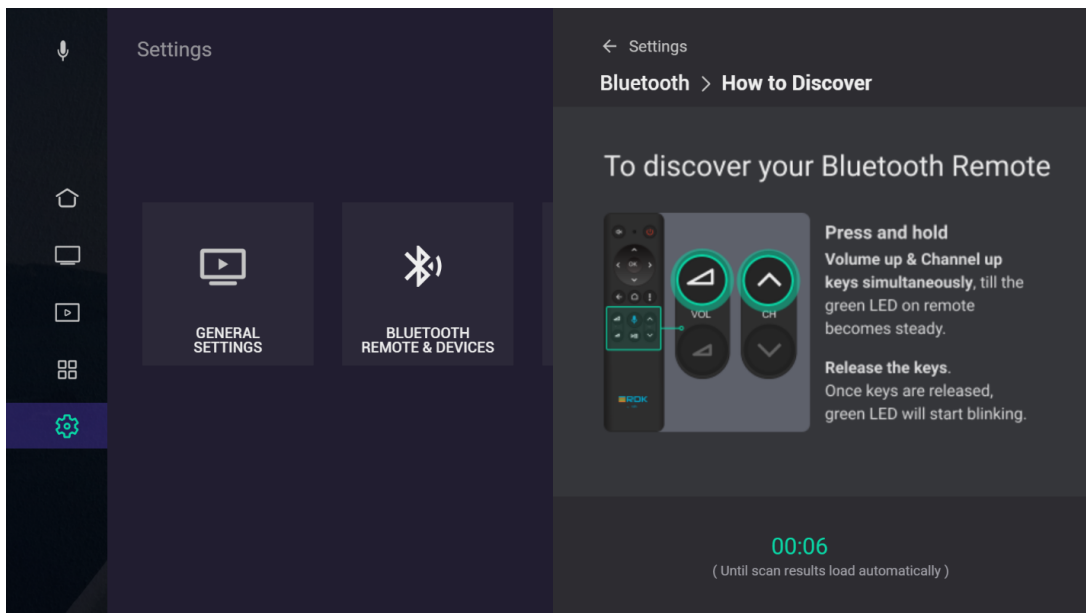 Settings
GENERAL
SETTINGS
BLUETOOTH
REMOTE & DEVICES
← Settings
Bluetooth > How to Discover
To discover your Bluetooth Remote
OK
VOL
CH
RDK
Press and hold
Volume up & Channel up
keys simultaneously, till the
green LED on remote
becomes steady.
Release the keys.
Once keys are released,
green LED will start blinking.
00:06
( Until scan results load automatically )